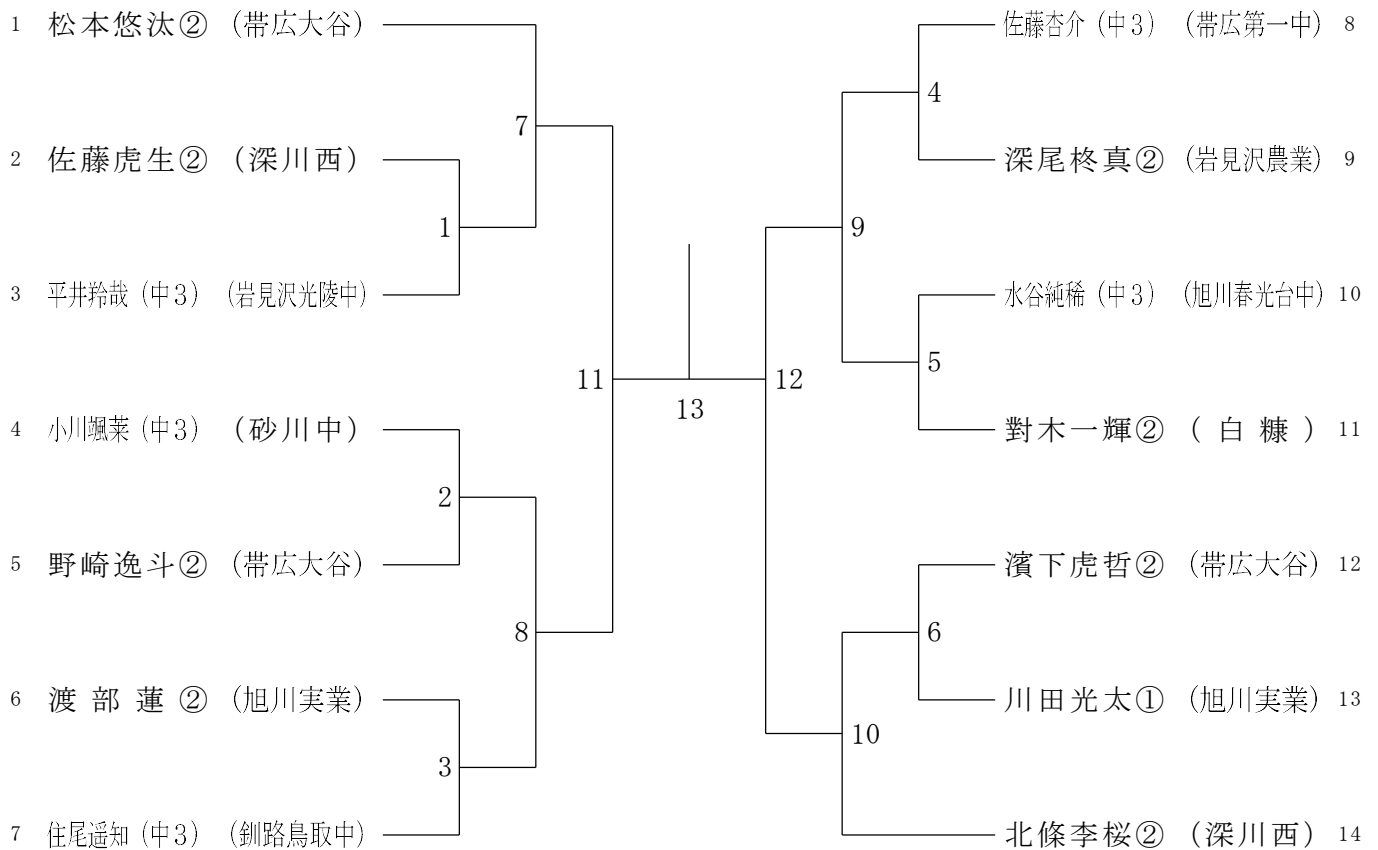 1 松本悠汰② (帯広大谷)
7
2 佐藤虎生② (深川西)
1
3 平井羚哉(中3) (岩見沢光陵中)
11
4 小川颯菜(中3) (砂川中)
2
5 野崎逸斗② (帯広大谷)
8
6 渡部蓮② (旭川実業)
3
7 住尾遥知(中3) (釧路鳥取中)
13
佐藤杏介(中3) (帯広第一中) 8
4
深尾柊真② (岩見沢農業) 9
9
水谷純稀(中3) (旭川春光台中) 10
5
對木一輝② (白糠) 11
12
濱下虎哲② (帯広大谷) 12
6
川田光太① (旭川実業) 13
10
北條李桜② (深川西) 14